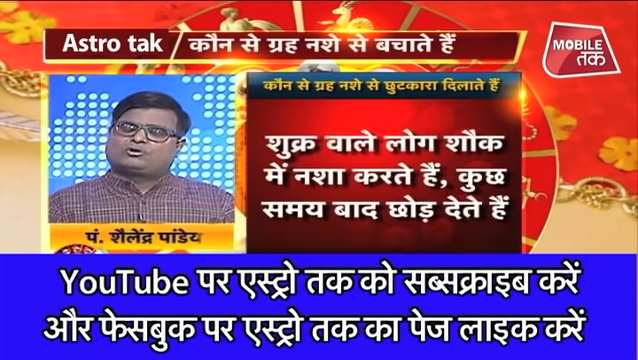 Astro tak / कौन से ग्रह नशे से बचाते हैं
MOBILE
तक
कौन से ग्रह नशे से छुटकारा दिलाते हैं
शुक्र वाले लोग शौक
में नशा करते हैं, कुछ
समय बाद छोड़ देते हैं
पं. शैलेंद्र पांडेय
YouTube पर एस्ट्रो तक को सब्सक्राइब करें
और फेसबुक पर एस्ट्रो तक का पेज लाइक करें